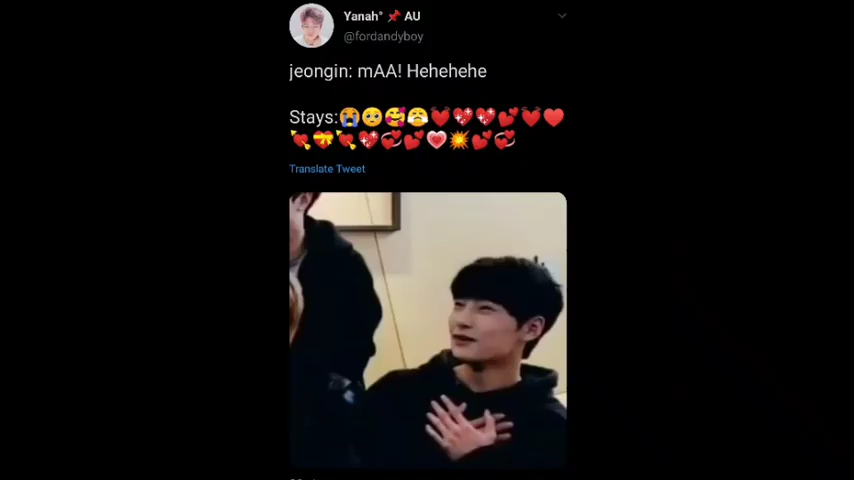 Yanah° 📌 AU
@fordandyboy
jeongin: mAA! Hehehehe
Stays:😭🥺🥰😤💓💖💖💕💓♥️
💘💝💘💖💞💕💗💥💕💞
Translate Tweet